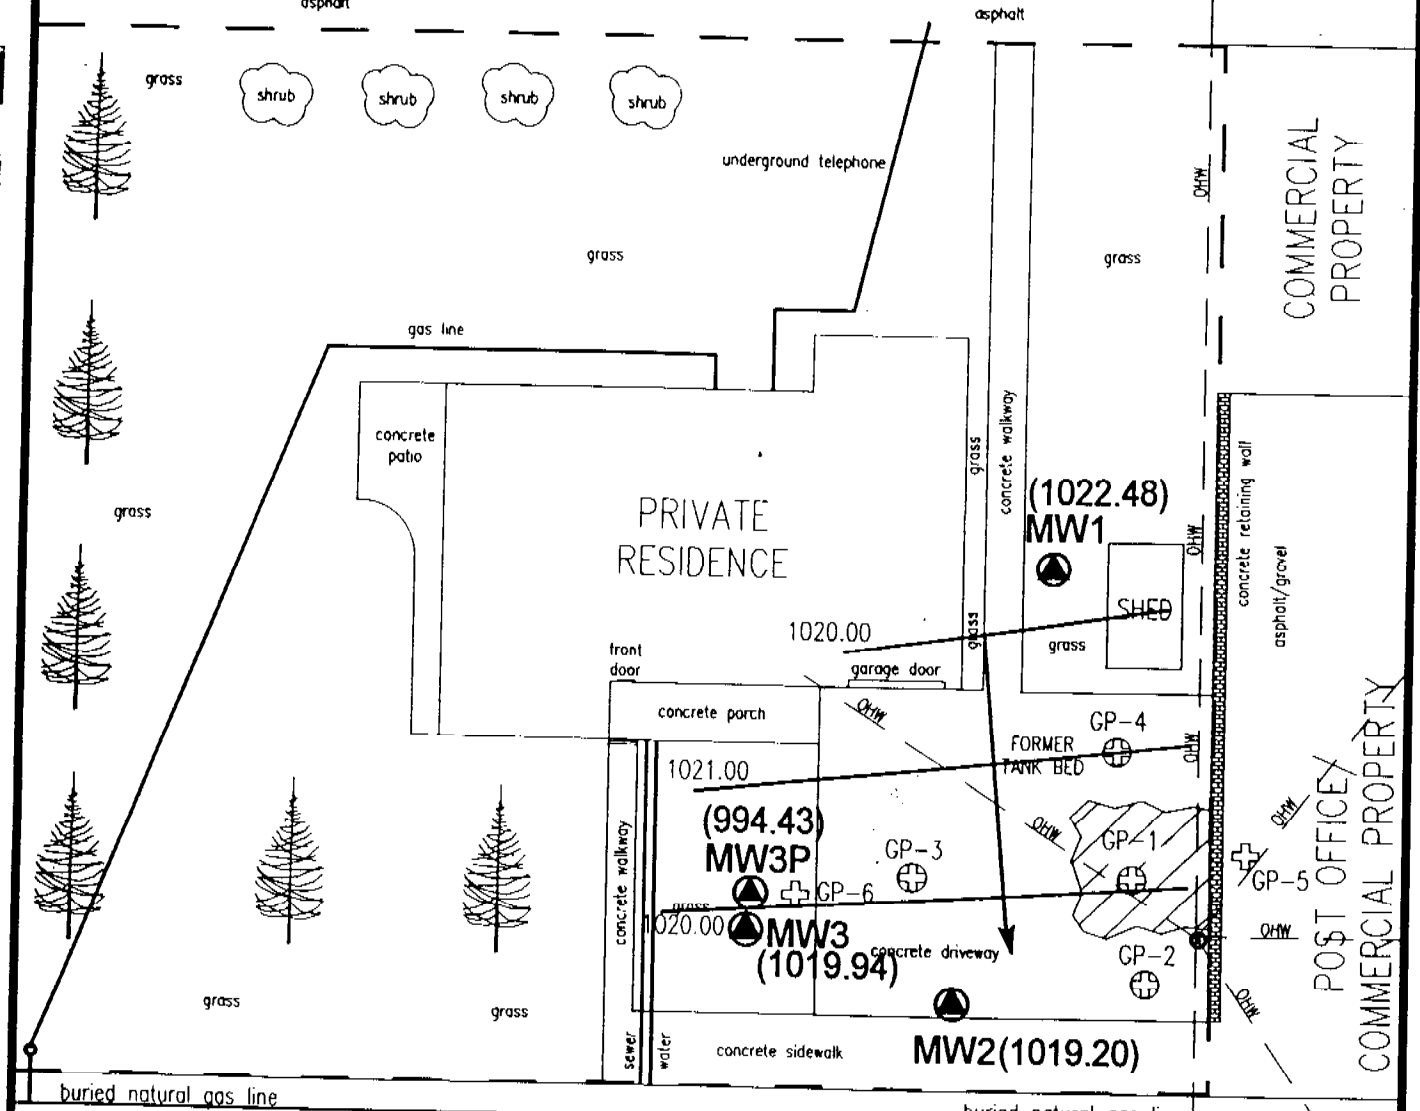 asphalt
asphalt
grass
shrub
shrub
shrub
shrub
underground telephone
OHW
COMMERCIAL
PROPERTY
grass
grass
gas line
concrete
patio
grass
concrete walkway
concrete retaining wall
asphalt/gravel
(1022.48)
MW1
PRIVATE
RESIDENCE
grass
OHW
SHED
1020.00
grass
grass
front
door
garage door
concrete porch
OHW
GP-4
FORMER
TANK BED
OHW
1021.00
POST OFFICE/
COMMERCIAL PROPERTY
(994.43)
MW3P
GP-3
OHW
GP-1
OHW
GP-5
concrete walkway
GP-6
grass
1020.00
MW3
(1019.94)
concrete driveway
OHW
GP-2
OHW
grass
grass
sewer
water
concrete sidewalk
MW2(1019.20)
buried natural gas line
buried natural gas li